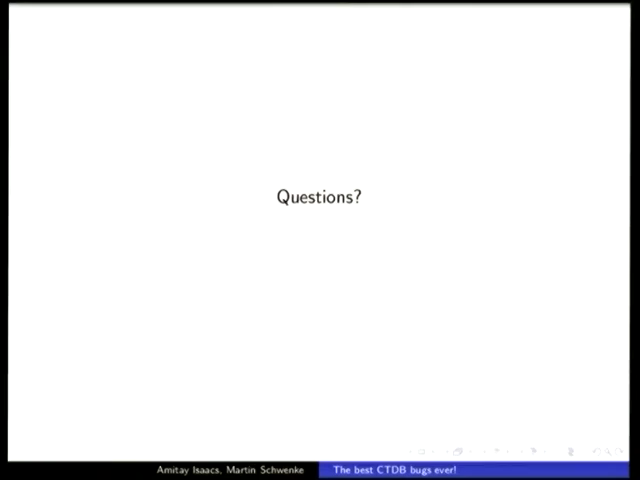 Questions?
Amitay Isaacs, Martin Schwenke
The best CTDB bugs ever!